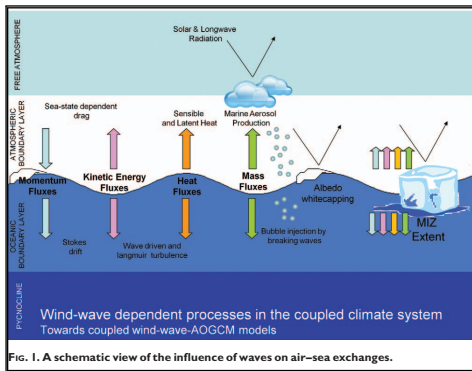 Solar & Longwave
Radiation
FREE ATMOSPHERE
ATMOSPHERIC
BOUNDARY LAYER
Sea-state dependent
drag
Sensible
and Latent Heat
Marine Aerosol
Production
Momentum
Fluxes
Kinetic Energy
Fluxes
Heat
Fluxes
Mass
Fluxes
Albedo
whitecapping
MIZ
Extent
OCEANIC
BOUNDARY LAYER
Stokes
drift
Wave driven and
langmuir turbulence
Bubble injection by
breaking waves
PYCNOCLINE
Wind-wave dependent processes in the coupled climate system
Towards coupled wind-wave-AOGCM models
FIG. 1. A schematic view of the influence of waves on air–sea exchanges.